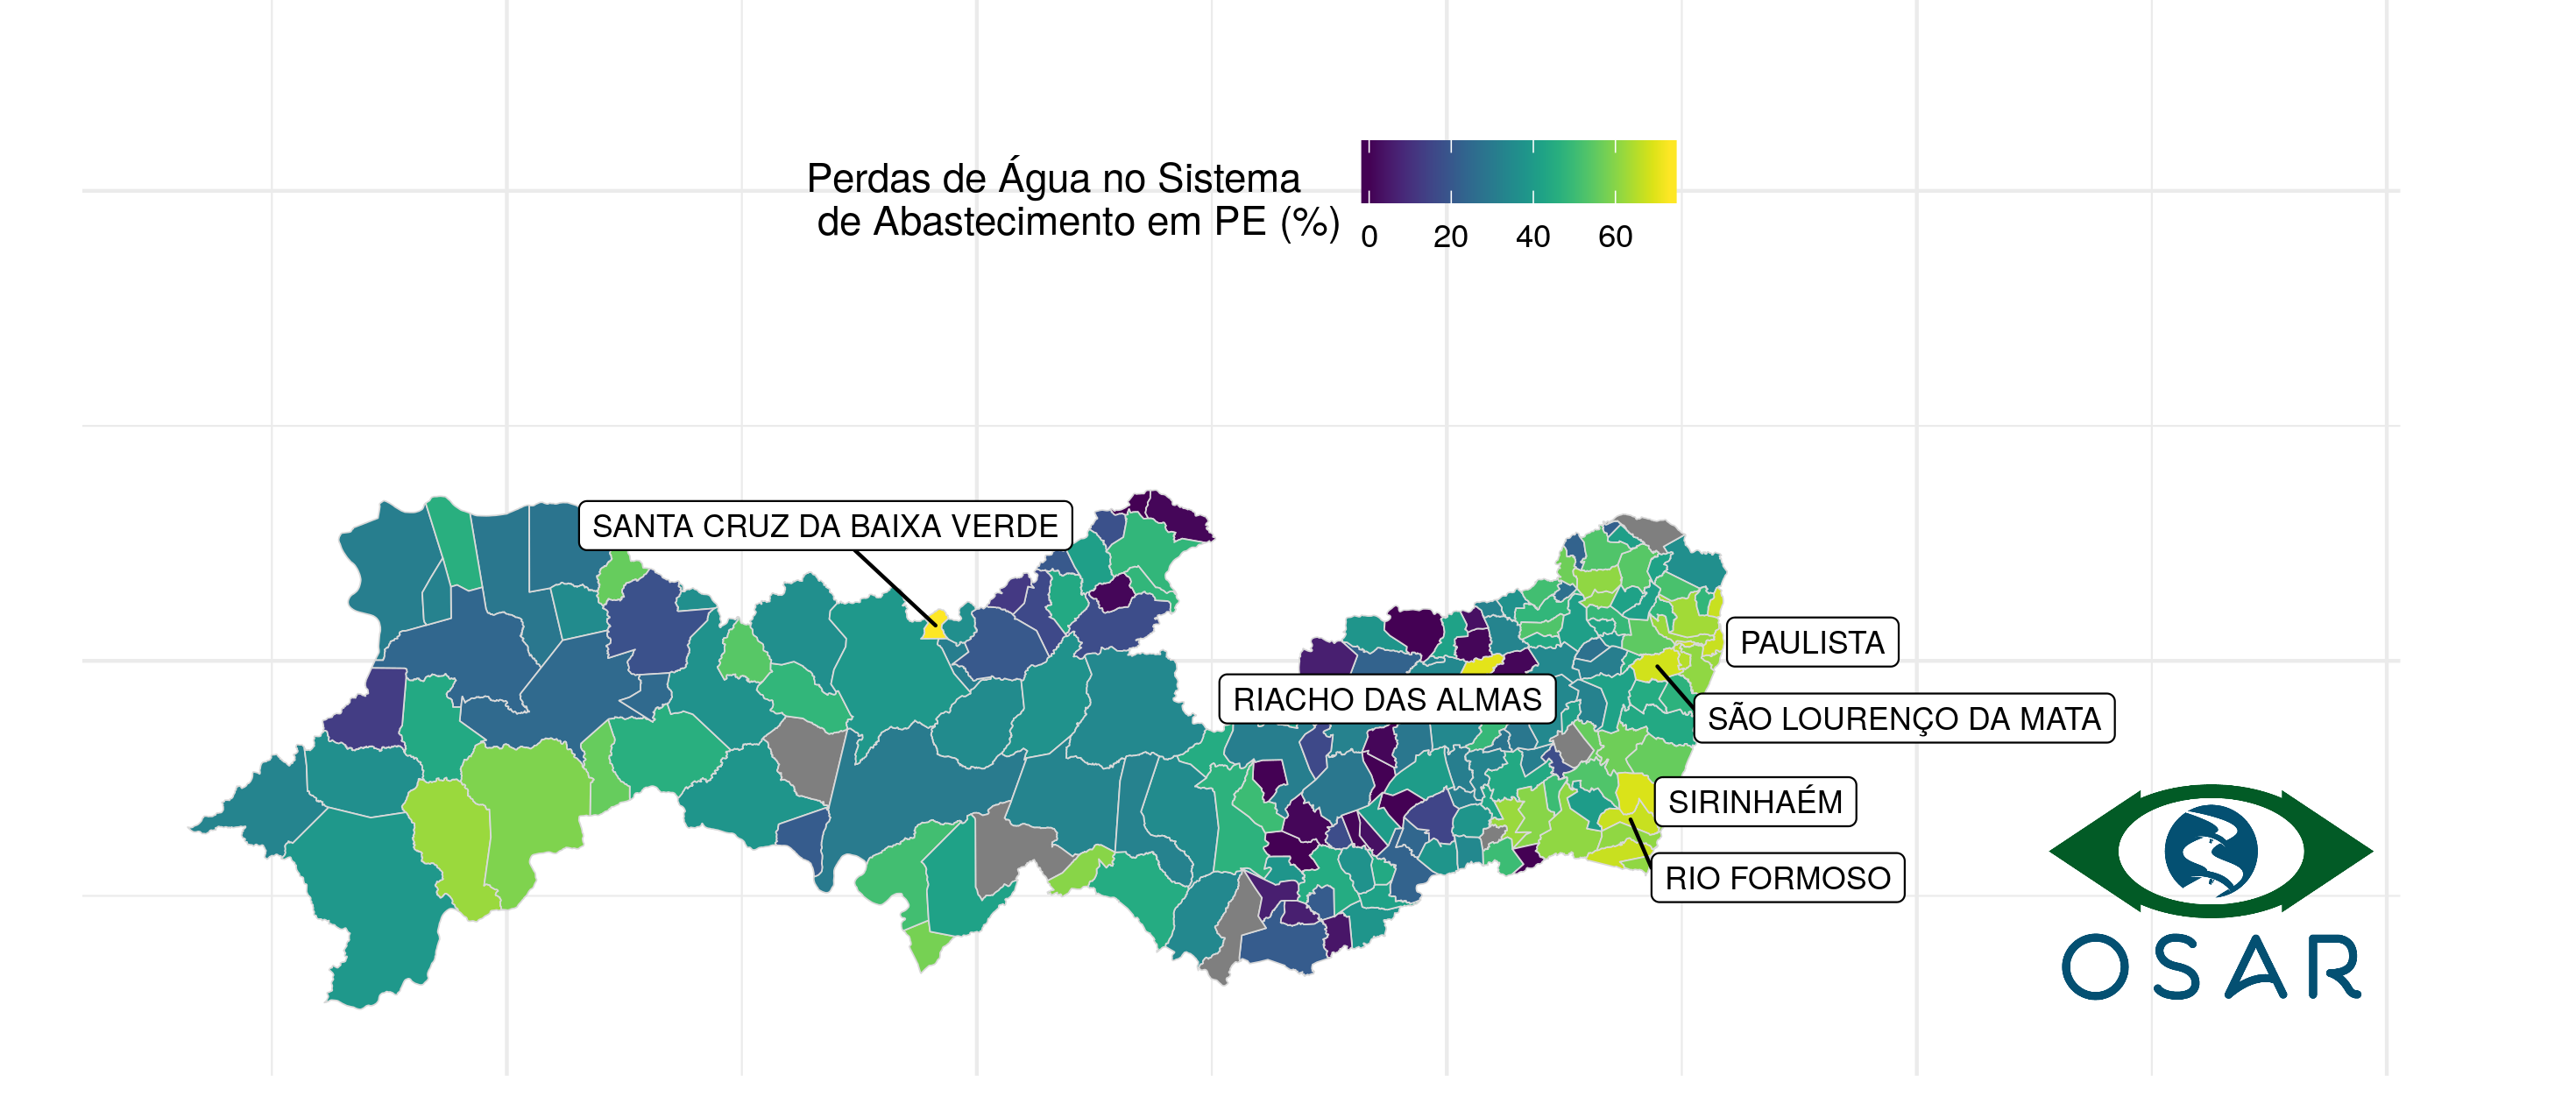 Perdas de Água no Sistema
de Abastecimento em PE (%)
0 20 40 60
SANTA CRUZ DA BAIXA VERDE
PAULISTA
RIACHO DAS ALMAS
SÃO LOURENÇO DA MATA
SIRINHAÉM
RIO FORMOSO
OSAR